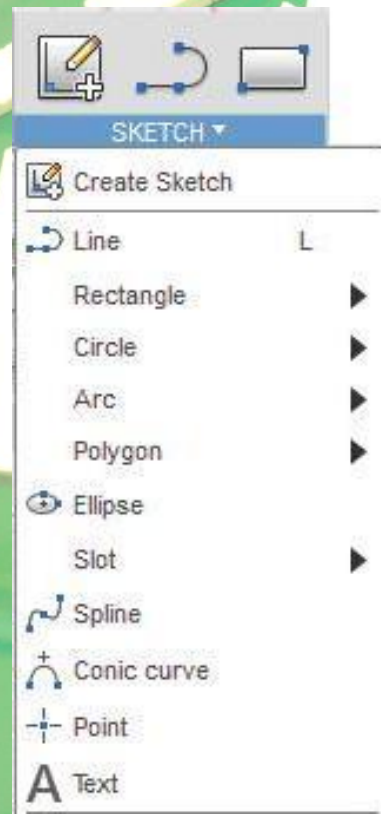 SKETCH
Create Sketch
Line L
Rectangle
Circle
Arc
Polygon
Ellipse
Slot
Spline
Conic curve
Point
A Text